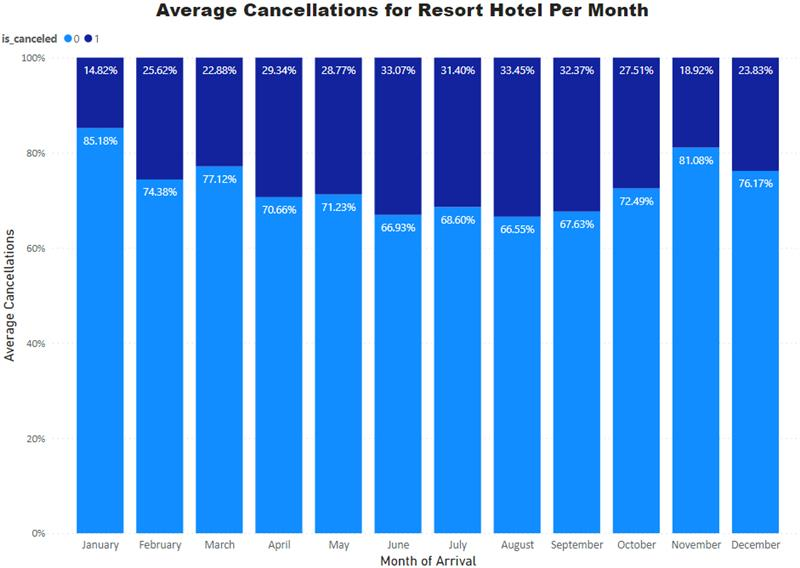 Average Cancellations for Resort Hotel Per Month
is_canceled 0 1
100%
80%
60%
40%
20%
0%
Average Cancellations
14.82% 25.62% 22.88% 29.34% 28.77% 33.07% 31.40% 33.45% 32.37% 27.51% 18.92% 23.83%
85.18% 74.38% 77.12% 70.66% 71.23% 66.93% 68.60% 66.55% 67.63% 72.49% 81.08% 76.17%
January February March April May June July August September October November December
Month of Arrival